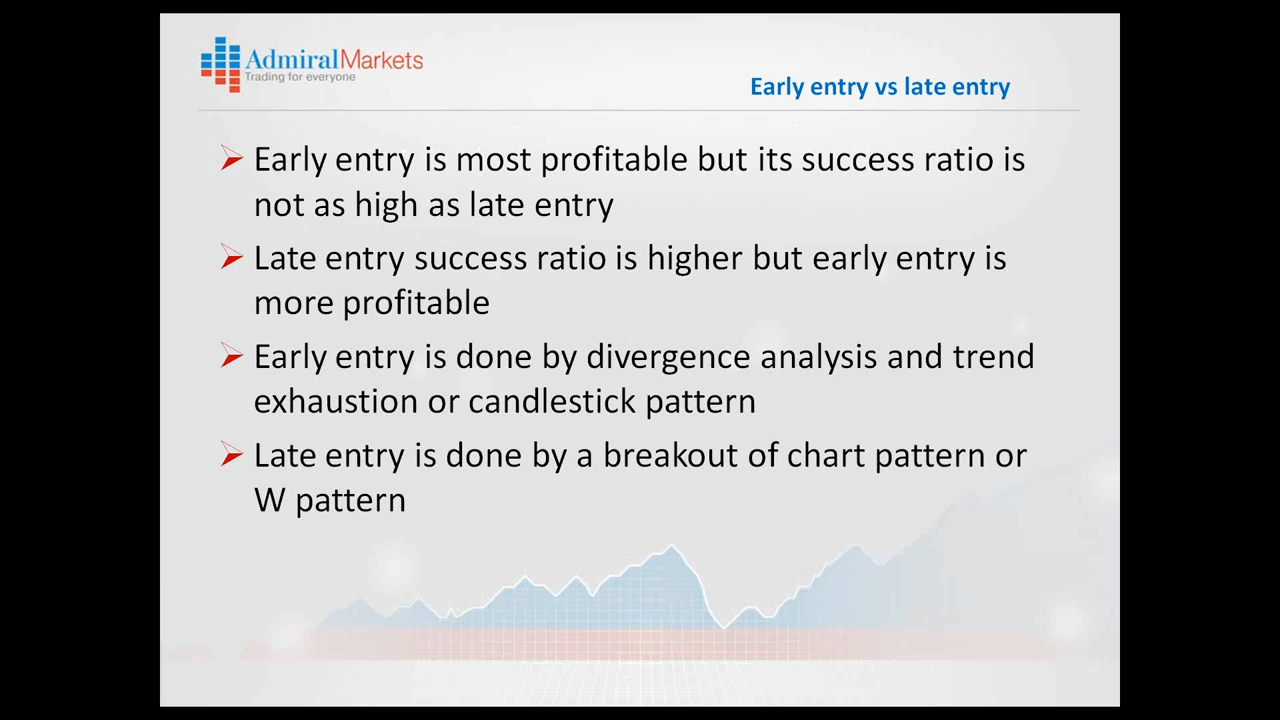 AdmiralMarkets
Trading for everyone
Early entry vs late entry
Early entry is most profitable but its success ratio is
not as high as late entry
Late entry success ratio is higher but early entry is
more profitable
Early entry is done by divergence analysis and trend
exhaustion or candlestick pattern
Late entry is done by a breakout of chart pattern or
W pattern